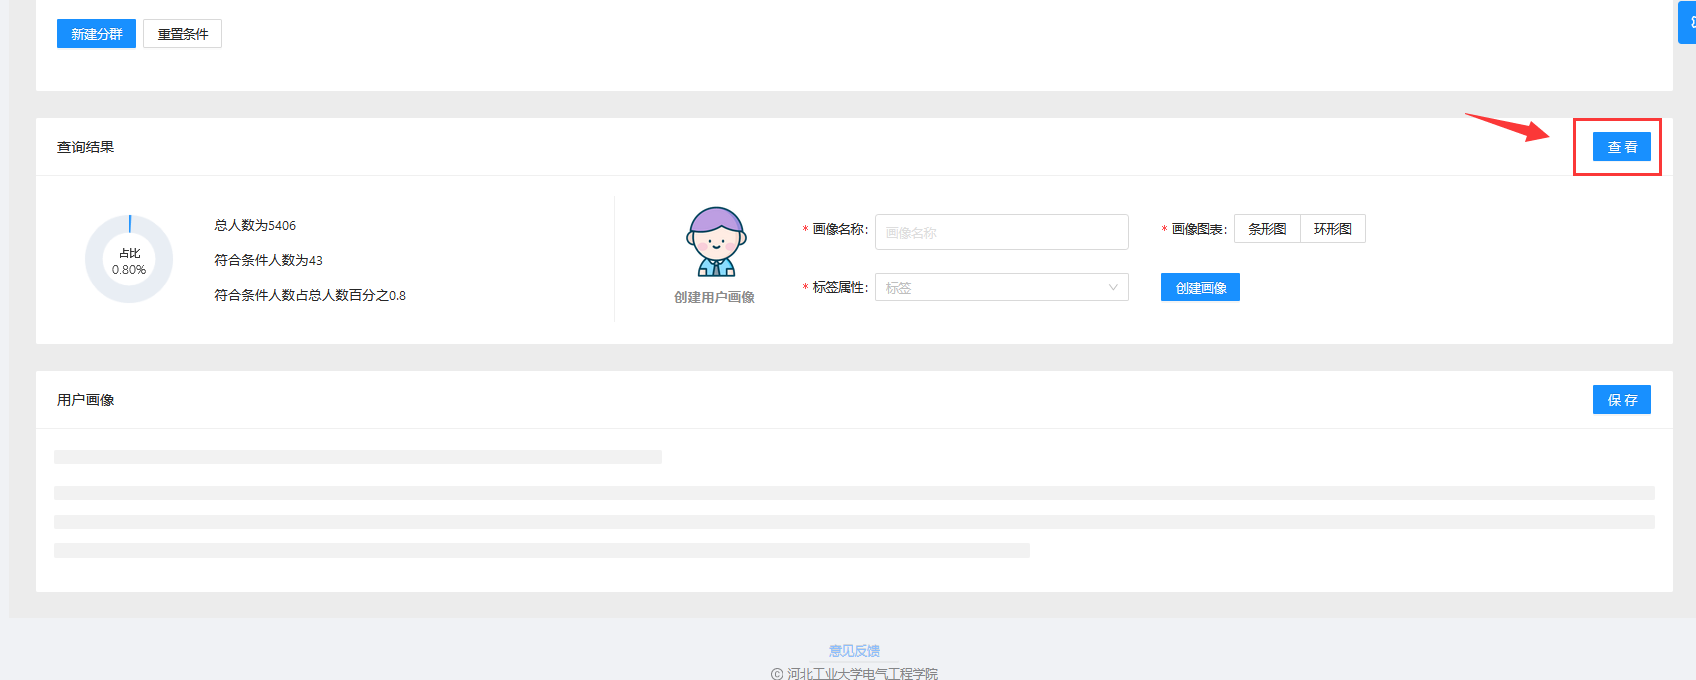 新建分群 重置条件
查询结果
查 看
占比
0.80%
总人数为5406
符合条件人数为43
符合条件人数占总人数百分之0.8
创建用户画像
* 画像名称: 画像名称
* 画像图表: 条形图 环形图
* 标签属性: 标签
创建画像
用户画像
保 存
意见反馈
© 河北工业大学电气工程学院